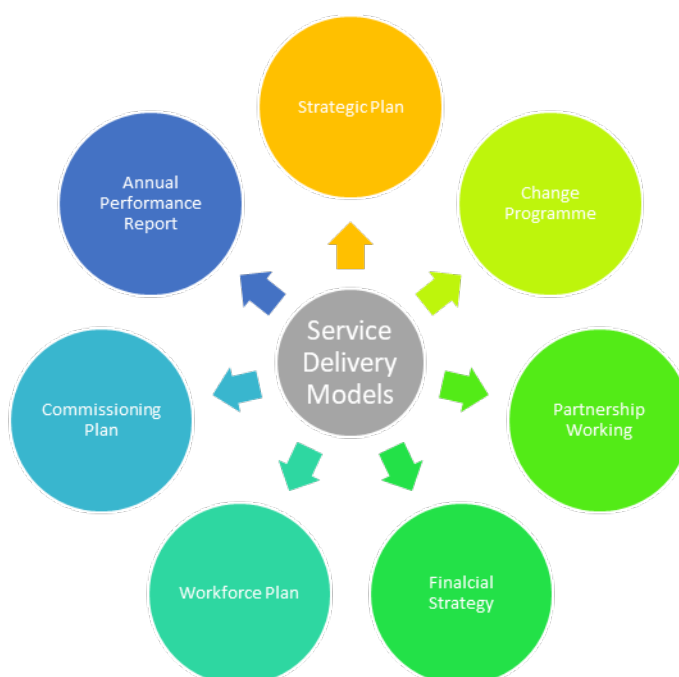 Strategic Plan
Change
Programme
Partnership
Working
Finalcial
Strategy
Workforce Plan
Commissioning
Plan
Annual
Performance
Report
Service
Delivery
Models